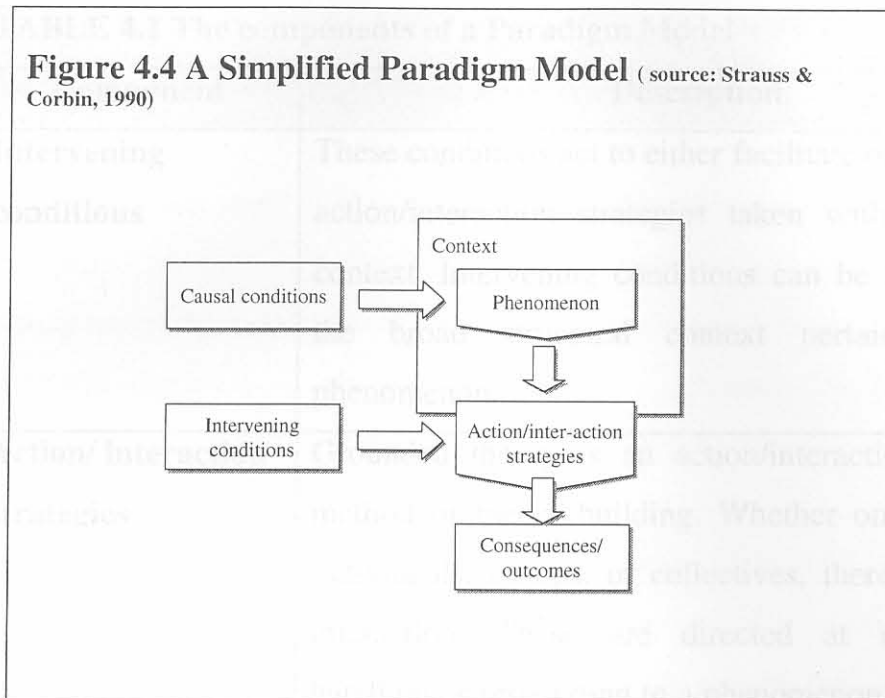 Figure 4.4 A Simplified Paradigm Model ( source: Strauss &
Corbin, 1990)
Context
Causal conditions
Phenomenon
Intervening
conditions
Action/inter-action
strategies
Consequences/
outcomes